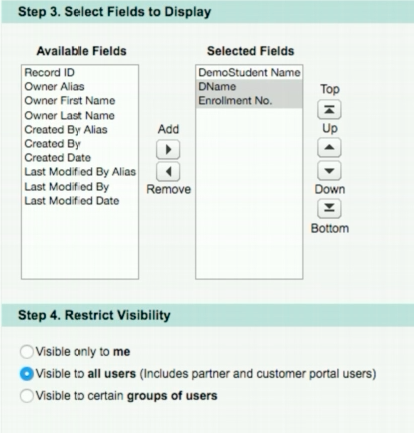 Step 3. Select Fields to Display
Available Fields
Record ID
Owner Alias
Owner First Name
Owner Last Name
Created By Alias
Created By
Created Date
Last Modified By Alias
Last Modified By
Last Modified Date
Add
Remove
Selected Fields
DemoStudent Name
DName
Enrollment No.
Top
Up
Down
Bottom
Step 4. Restrict Visibility
Visible only to me
Visible to all users (Includes partner and customer portal users)
Visible to certain groups of users